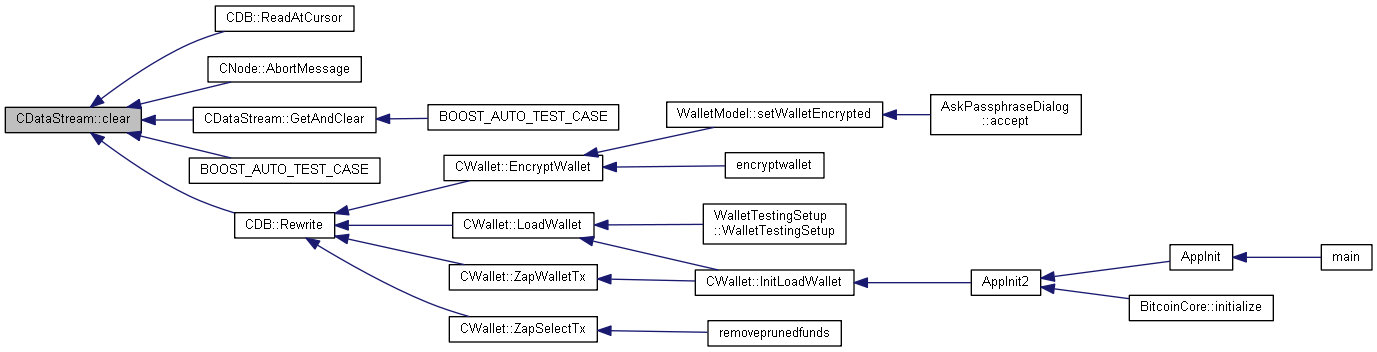 CDB::ReadAtCursor
CNode::AbortMessage
CDataStream::clear
CDataStream::GetAndClear
BOOST_AUTO_TEST_CASE
BOOST_AUTO_TEST_CASE
CDB::Rewrite
CWallet::EncryptWallet
WalletModel::setWalletEncrypted
AskPassphraseDialog
::accept
encryptwallet
CWallet::LoadWallet
WalletTestingSetup
::WalletTestingSetup
CWallet::ZapWalletTx
CWallet::InitLoadWallet
AppInit2
AppInit
main
BitcoinCore::initialize
CWallet::ZapSelectTx
removeprunedfunds